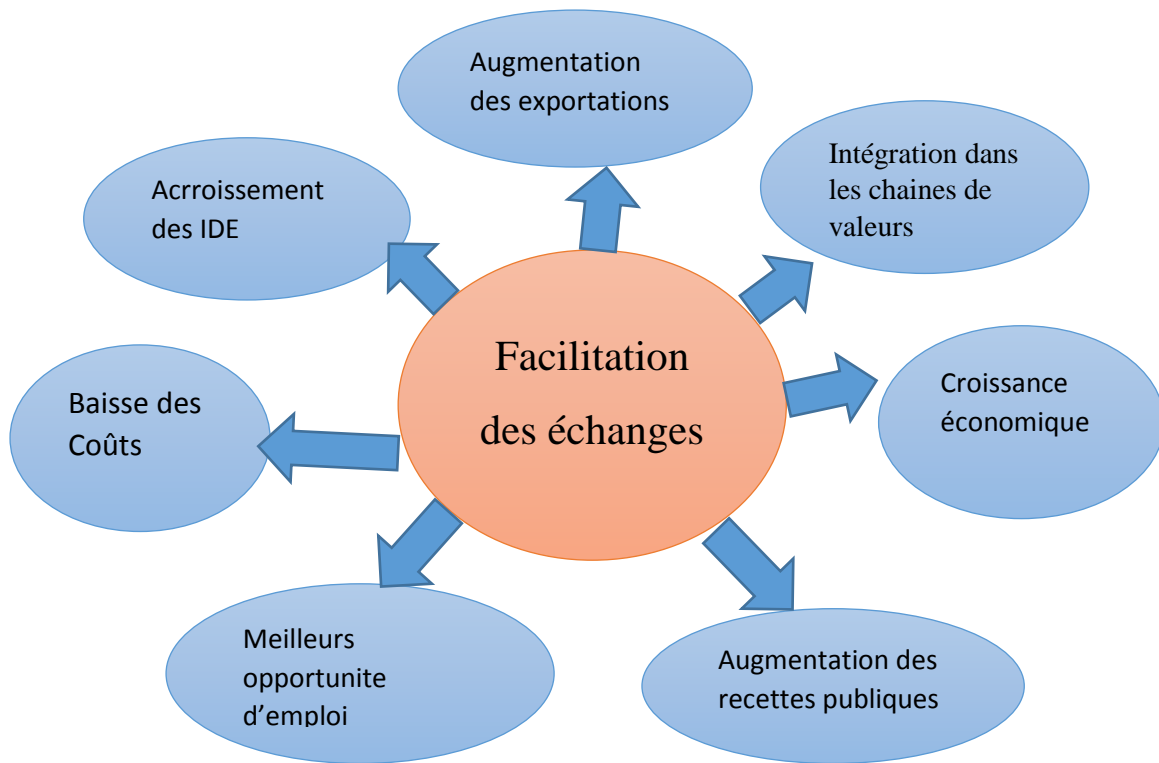 Augmentation
des exportations
Intégration dans
les chaines de
valeurs
Acrroissement
des IDE
Facilitation
des échanges
Croissance
économique
Baisse des
Coûts
Meilleurs
opportunite
d’emploi
Augmentation des
recettes publiques